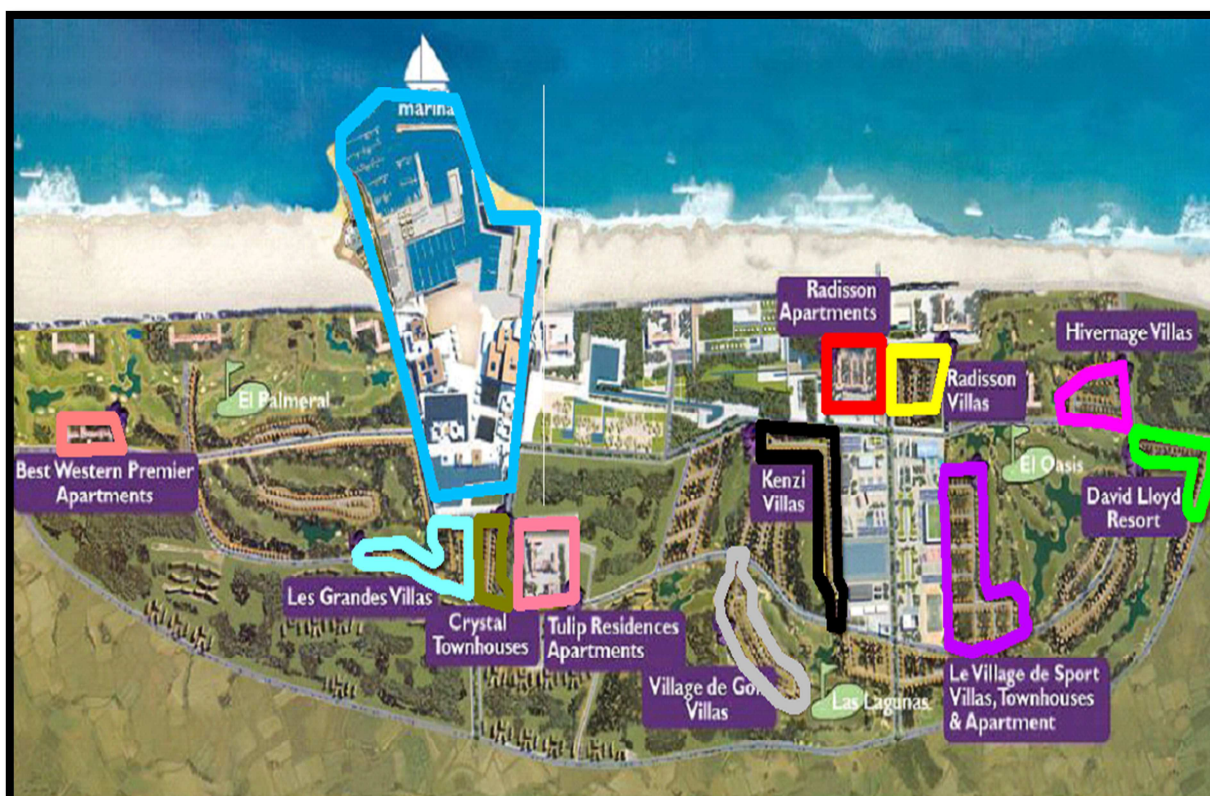 marina
Radisson
Apartments
Hivernage Villas
Radisson
Villas
El Palmeral
Best Western Premier
Apartments
Kenzi
Villas
El Oasis
David Lloyd
Resort
Les Grandes Villas
Crystal
Townhouses
Tulip Residences
Apartments
Village de Golf
Villas
Las Lagunas
Le Village de Sport
Villas, Townhouses
& Apartment